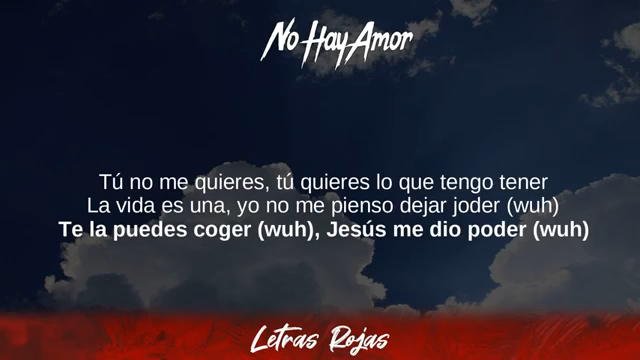 No Hay Amor
Tú no me quieres, tú quieres lo que tengo tener
La vida es una, yo no me pienso dejar joder (wuh)
Te la puedes coger (wuh), Jesús me dio poder (wuh)
Letras Rojas